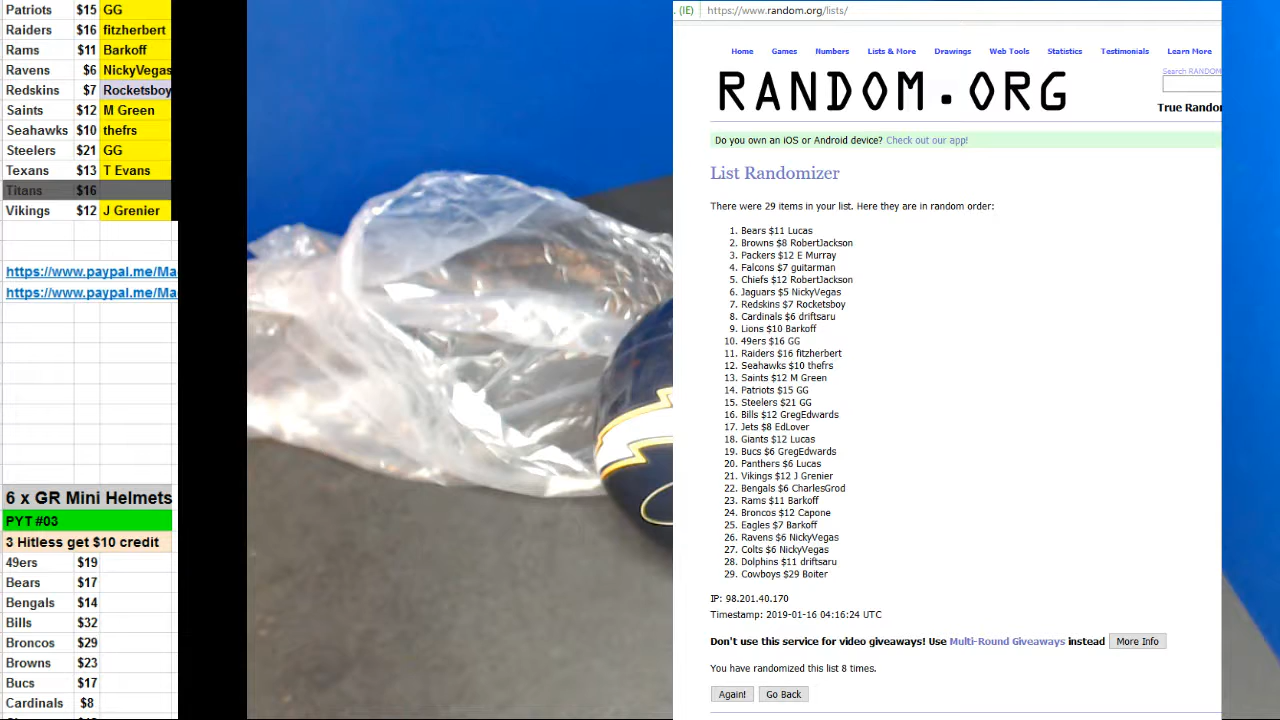 Patriots $15 GG
Raiders $16 fitzherbert
Rams $11 Barkoff
Ravens $6 NickyVegas
Redskins $7 Rocketsboy
Saints $12 M Green
Seahawks $10 thefrs
Steelers $21 GG
Texans $13 T Evans
Titans $16
Vikings $12 J Grenier
https://www.paypal.me/Ma
https://www.paypal.me/Ma
6 x GR Mini Helmets
PYT #03
3 Hitless get $10 credit
49ers $19
Bears $17
Bengals $14
Bills $32
Broncos $29
Browns $23
Bucs $17
Cardinals $8
. (IE) https://www.random.org/lists/
Home Games Numbers Lists & More Drawings Web Tools Statistics Testimonials Learn More
Search RANDOM
RANDOM.ORG
True Rando
Do you own an iOS or Android device? Check out our app!
List Randomizer
There were 29 items in your list. Here they are in random order:
1. Bears $11 Lucas
2. Browns $8 RobertJackson
3. Packers $12 E Murray
4. Falcons $7 guitarman
5. Chiefs $12 RobertJackson
6. Jaguars $5 NickyVegas
7. Redskins $7 Rocketsboy
8. Cardinals $6 driftsaru
9. Lions $10 Barkoff
10. 49ers $16 GG
11. Raiders $16 fitzherbert
12. Seahawks $10 thefrs
13. Saints $12 M Green
14. Patriots $15 GG
15. Steelers $21 GG
16. Bills $12 GregEdwards
17. Jets $8 EdLover
18. Giants $12 Lucas
19. Bucs $6 GregEdwards
20. Panthers $6 Lucas
21. Vikings $12 J Grenier
22. Bengals $6 CharlesGrod
23. Rams $11 Barkoff
24. Broncos $12 Capone
25. Eagles $7 Barkoff
26. Ravens $6 NickyVegas
27. Colts $6 NickyVegas
28. Dolphins $11 driftsaru
29. Cowboys $29 Boiter
IP: 98.201.40.170
Timestamp: 2019-01-16 04:16:24 UTC
Don't use this service for video giveaways! Use Multi-Round Giveaways instead More Info
You have randomized this list 8 times.
Again! Go Back